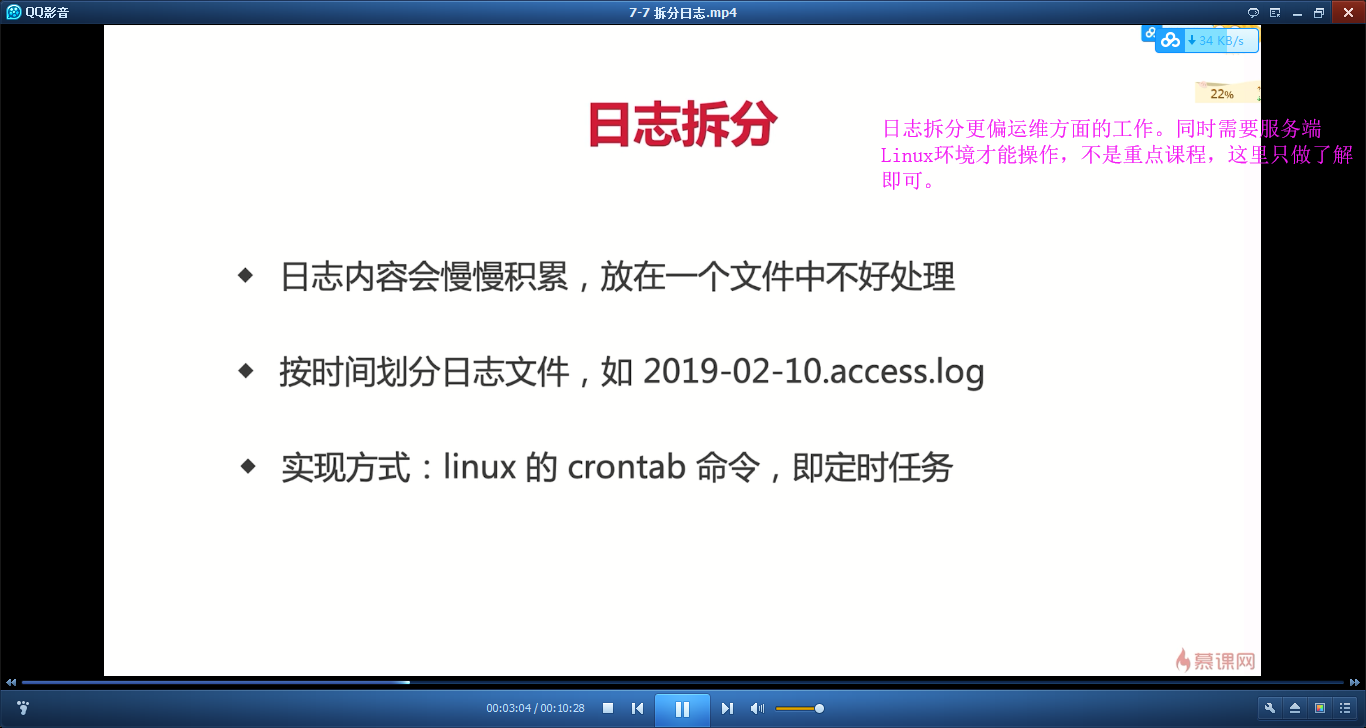 QQ影音
7-7 拆分日志.mp4
34 KB/s
22%
日志拆分
日志拆分更偏运维方面的工作。同时需要服务端
Linux环境才能操作，不是重点课程，这里只做了解
即可。
日志内容会慢慢积累，放在一个文件中不好处理
按时间划分日志文件，如 2019-02-10.access.log
实现方式：linux 的 crontab 命令，即定时任务
慕课网
00:03:04 / 00:10:28